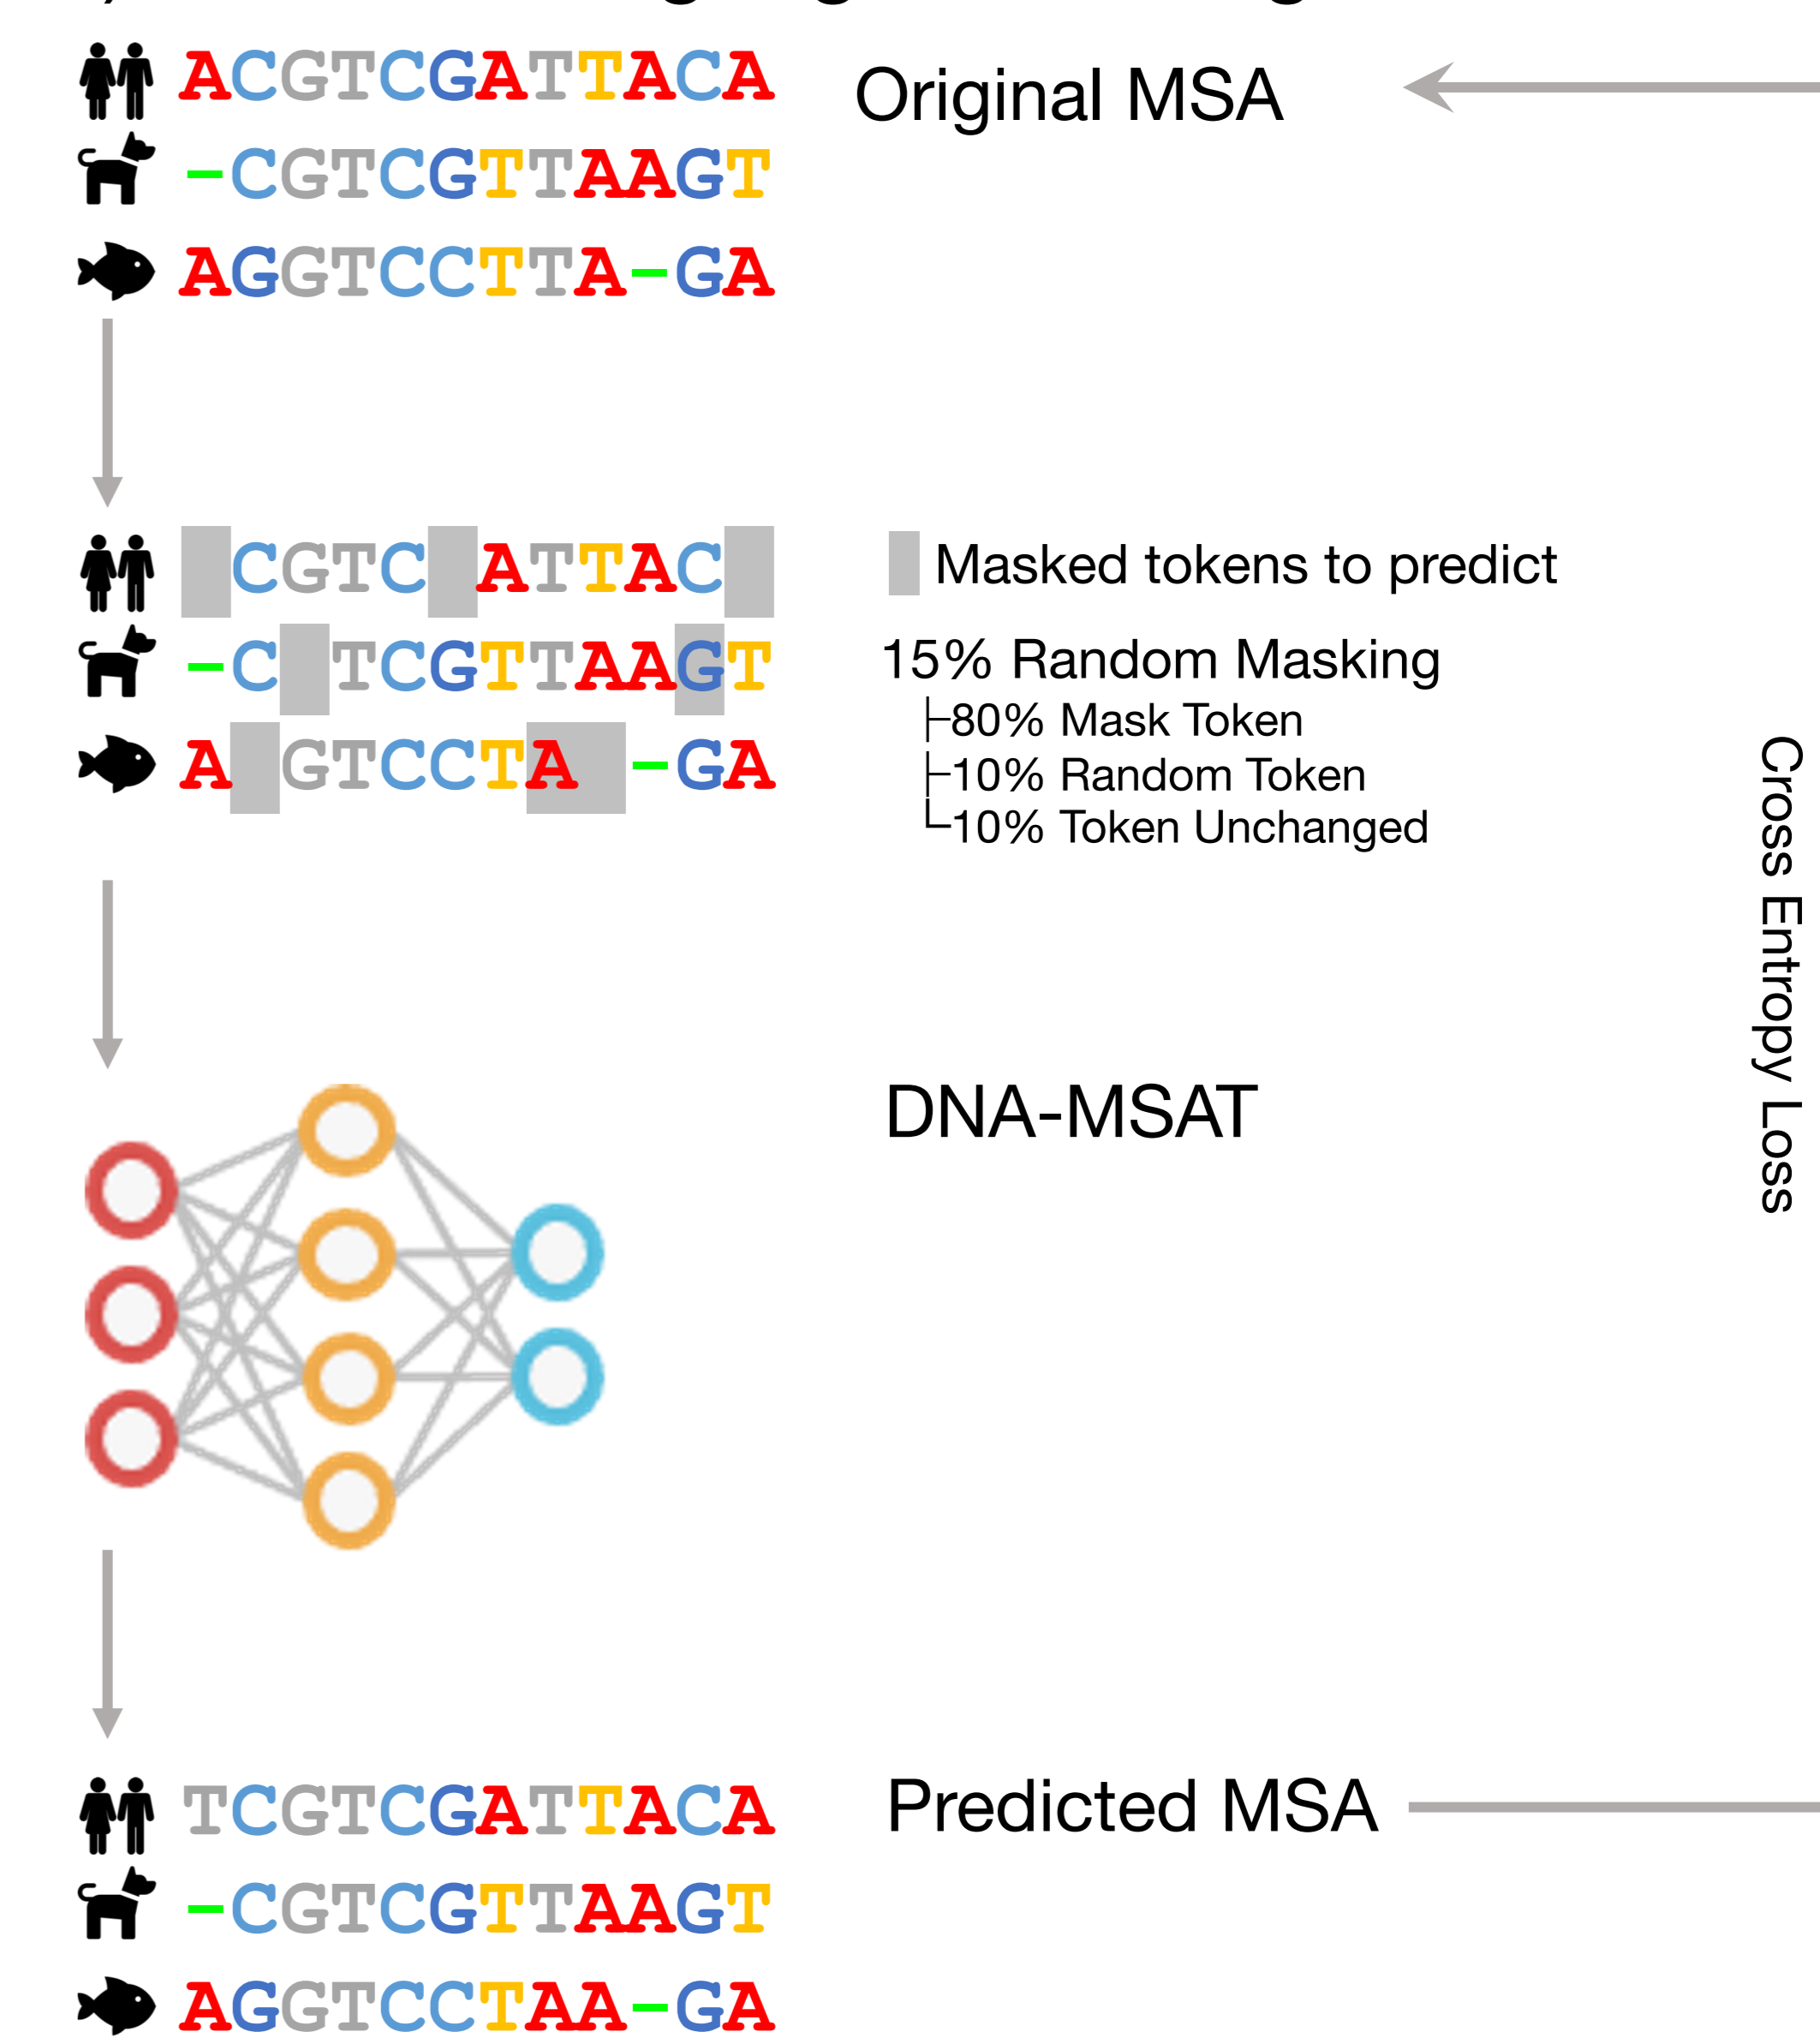 ACGTCGATTACA
Original MSA
-CGTCGTTAAGT
AGGTCCTTA-GA
CGTC ATTAC
Masked tokens to predict
-C TCGTTAAGT
15% Random Masking
80% Mask Token
A GTCCTA -GA
10% Random Token
10% Token Unchanged
Cross Entropy Loss
DNA-MSAT
TCGTCGATTACA
Predicted MSA
-CGTCGTTAAGT
AGGTCCTAA-GA